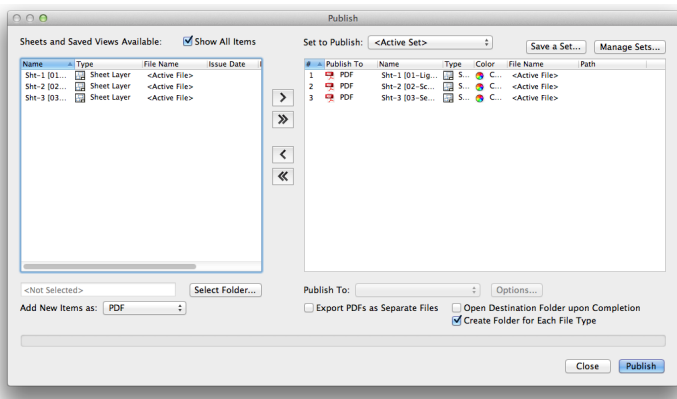 Publish
Sheets and Saved Views Available:
Show All Items
Set to Publish:
<Active Set>
Save a Set...
Manage Sets...
Name Type File Name Issue Date
Sht-1 [01... Sheet Layer <Active File>
Sht-2 [02... Sheet Layer <Active File>
Sht-3 [03... Sheet Layer <Active File>
# Publish To Name Type Color File Name Path
1 PDF Sht-1 [01-Lig... S... C... <Active File>
2 PDF Sht-2 [02-Sc... S... C... <Active File>
3 PDF Sht-3 [03-Se... S... C... <Active File>
<Not Selected>
Select Folder...
Add New Items as: PDF
Publish To:
Options...
Export PDFs as Separate Files
Open Destination Folder upon Completion
Create Folder for Each File Type
Close
Publish